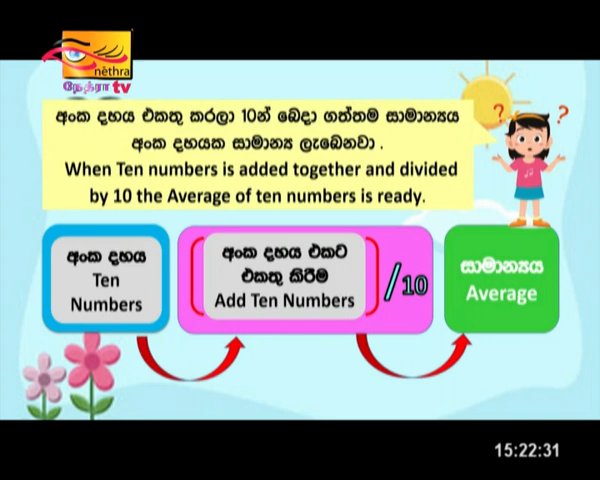 nethra
நேத்ரா tv
අංක දහය එකතු කරලා 10න් බෙදා ගත්තම සාමාන්‍යය
අංක දහයක සාමාන්‍ය ලැබෙනවා .
When Ten numbers is added together and divided
by 10 the Average of ten numbers is ready.
? ?
අංක දහය
Ten
Numbers
අංක දහය එකට
එකතු කිරීම
Add Ten Numbers
/10
සාමාන්‍යය
Average
15:22:31